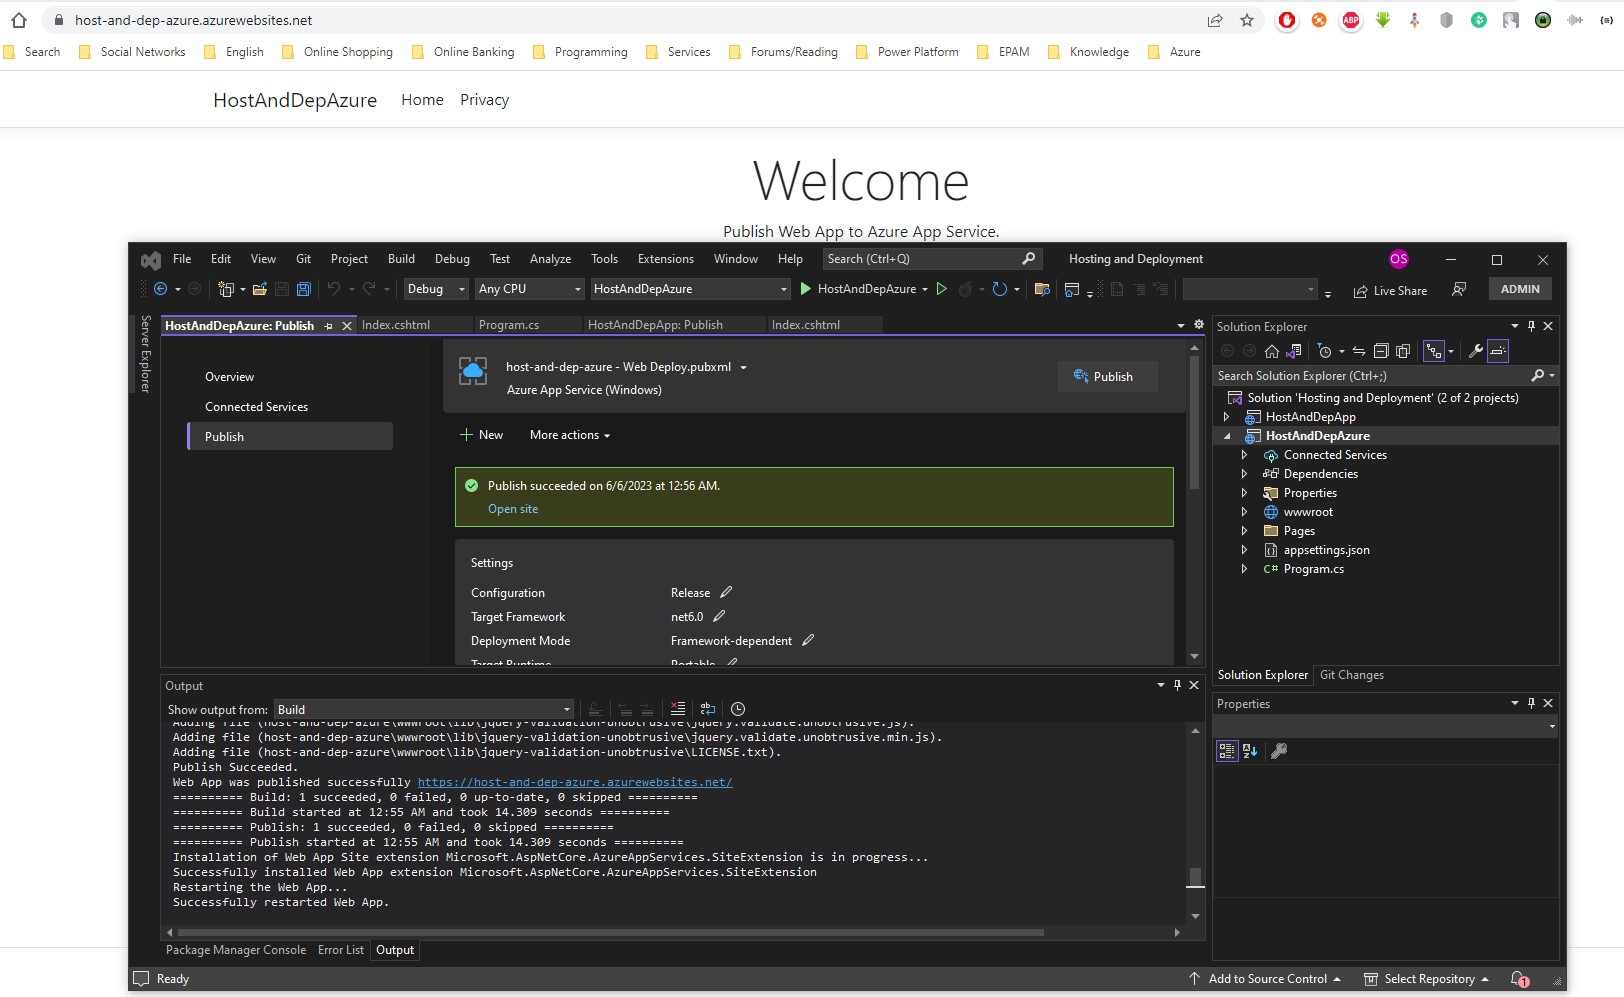 host-and-dep-azure.azurewebsites.net
ABP
Search Social Networks English Online Shopping Online Banking Programming Services Forums/Reading Power Platform EPAM Knowledge Azure
HostAndDepAzure Home Privacy
Welcome
Publish Web App to Azure App Service.
File Edit View Git Project Build Debug Test Analyze Tools Extensions Window Help Search (Ctrl+Q) Hosting and Deployment OS
Debug Any CPU HostAndDepAzure HostAndDepAzure Live Share ADMIN
Server Explorer
HostAndDepAzure: Publish Index.cshtml Program.cs HostAndDepApp: Publish Index.cshtml
Overview
Connected Services
Publish
host-and-dep-azure - Web Deploy.pubxml
Azure App Service (Windows)
Publish
New More actions
Publish succeeded on 6/6/2023 at 12:56 AM.
Open site
Settings
Configuration Release
Target Framework net6.0
Deployment Mode Framework-dependent
Target Runtime Portable
Solution Explorer
Search Solution Explorer (Ctrl+;)
Solution 'Hosting and Deployment' (2 of 2 projects)
HostAndDepApp
HostAndDepAzure
Connected Services
Dependencies
Properties
wwwroot
Pages
appsettings.json
C# Program.cs
Solution Explorer Git Changes
Properties
Output
Show output from: Build
Adding file (host-and-dep-azure\wwwroot\lib\jquery-validation-unobtrusive\jquery.validate.unobtrusive.js).
Adding file (host-and-dep-azure\wwwroot\lib\jquery-validation-unobtrusive\jquery.validate.unobtrusive.min.js).
Adding file (host-and-dep-azure\wwwroot\lib\jquery-validation-unobtrusive\LICENSE.txt).
Publish Succeeded.
Web App was published successfully https://host-and-dep-azure.azurewebsites.net/
========== Build: 1 succeeded, 0 failed, 0 up-to-date, 0 skipped ==========
========== Build started at 12:55 AM and took 14.309 seconds ==========
========== Publish: 1 succeeded, 0 failed, 0 skipped ==========
========== Publish started at 12:55 AM and took 14.309 seconds ==========
Installation of Web App Site extension Microsoft.AspNetCore.AzureAppServices.SiteExtension is in progress...
Successfully installed Web App extension Microsoft.AspNetCore.AzureAppServices.SiteExtension
Restarting the Web App...
Successfully restarted Web App.
Package Manager Console Error List Output
Ready Add to Source Control Select Repository 1